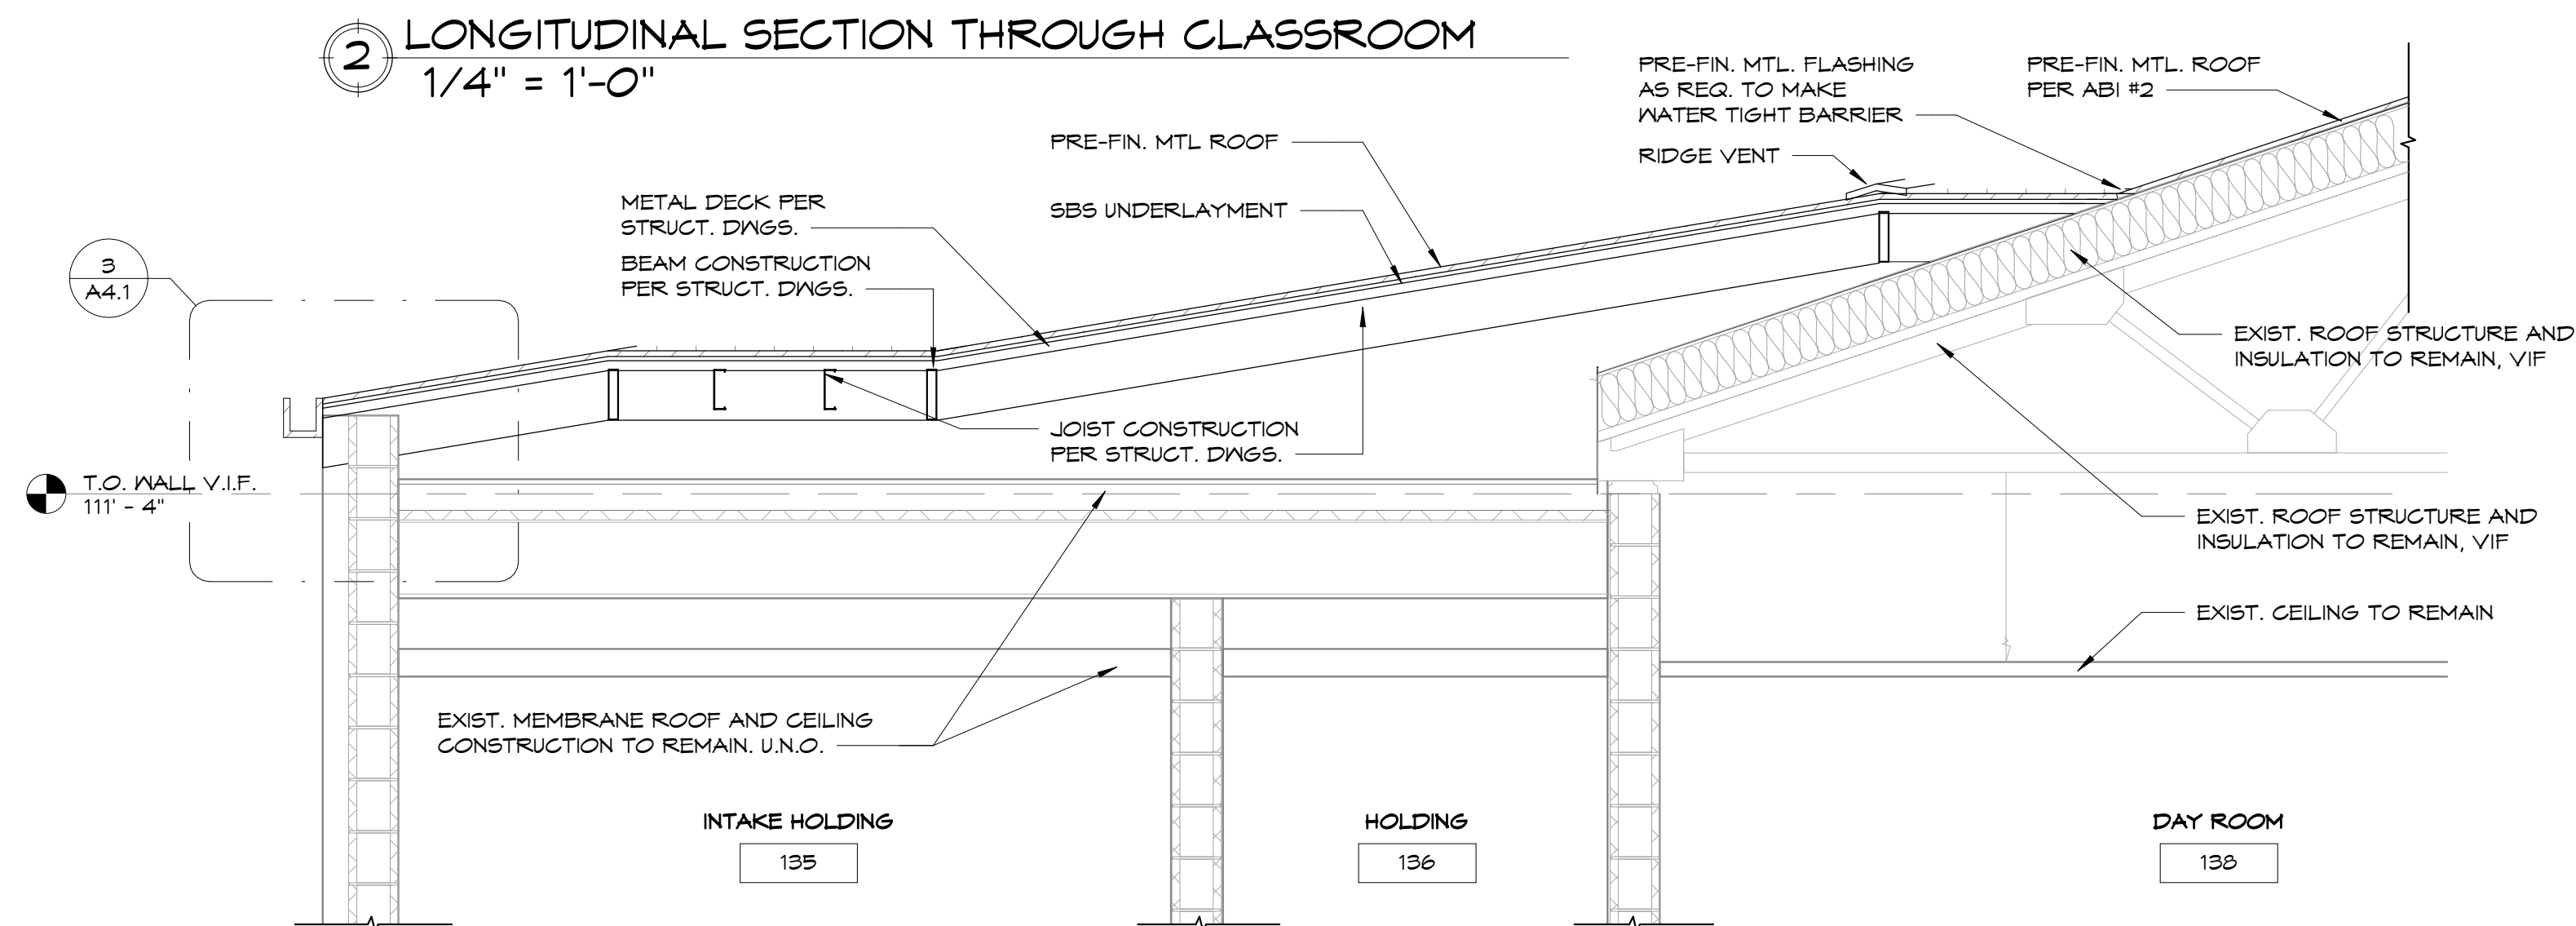 2
LONGITUDINAL SECTION THROUGH CLASSROOM
1/4" = 1'-0"
PRE-FIN. MTL. FLASHING
AS REQ. TO MAKE
WATER TIGHT BARRIER
PRE-FIN. MTL. ROOF
PER ABI #2
RIDGE VENT
PRE-FIN. MTL ROOF
SBS UNDERLAYMENT
METAL DECK PER
STRUCT. DWGS.
BEAM CONSTRUCTION
PER STRUCT. DWGS.
3
A4.1
EXIST. ROOF STRUCTURE AND
INSULATION TO REMAIN, VIF
JOIST CONSTRUCTION
PER STRUCT. DWGS.
T.O. WALL V.I.F.
111' - 4"
EXIST. ROOF STRUCTURE AND
INSULATION TO REMAIN, VIF
EXIST. CEILING TO REMAIN
EXIST. MEMBRANE ROOF AND CEILING
CONSTRUCTION TO REMAIN. U.N.O.
INTAKE HOLDING
135
HOLDING
136
DAY ROOM
138